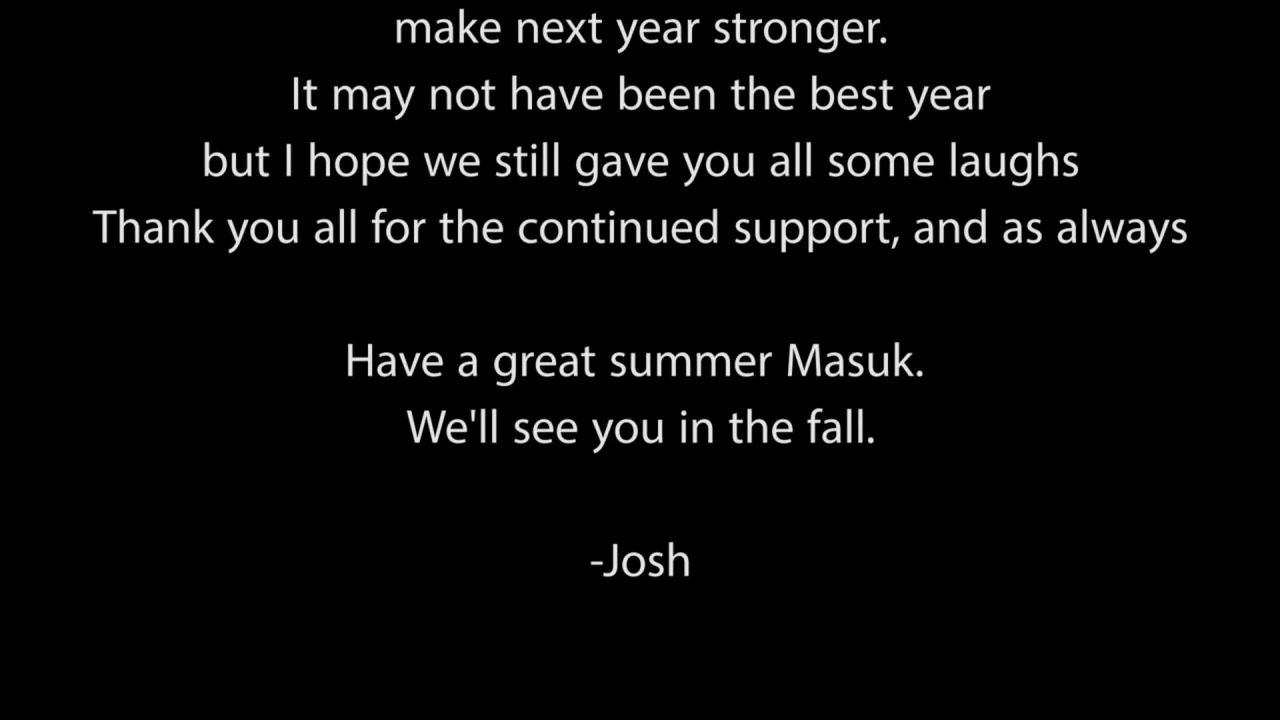 make next year stronger.
It may not have been the best year
but I hope we still gave you all some laughs
Thank you all for the continued support, and as always
Have a great summer Masuk.
We'll see you in the fall.
-Josh